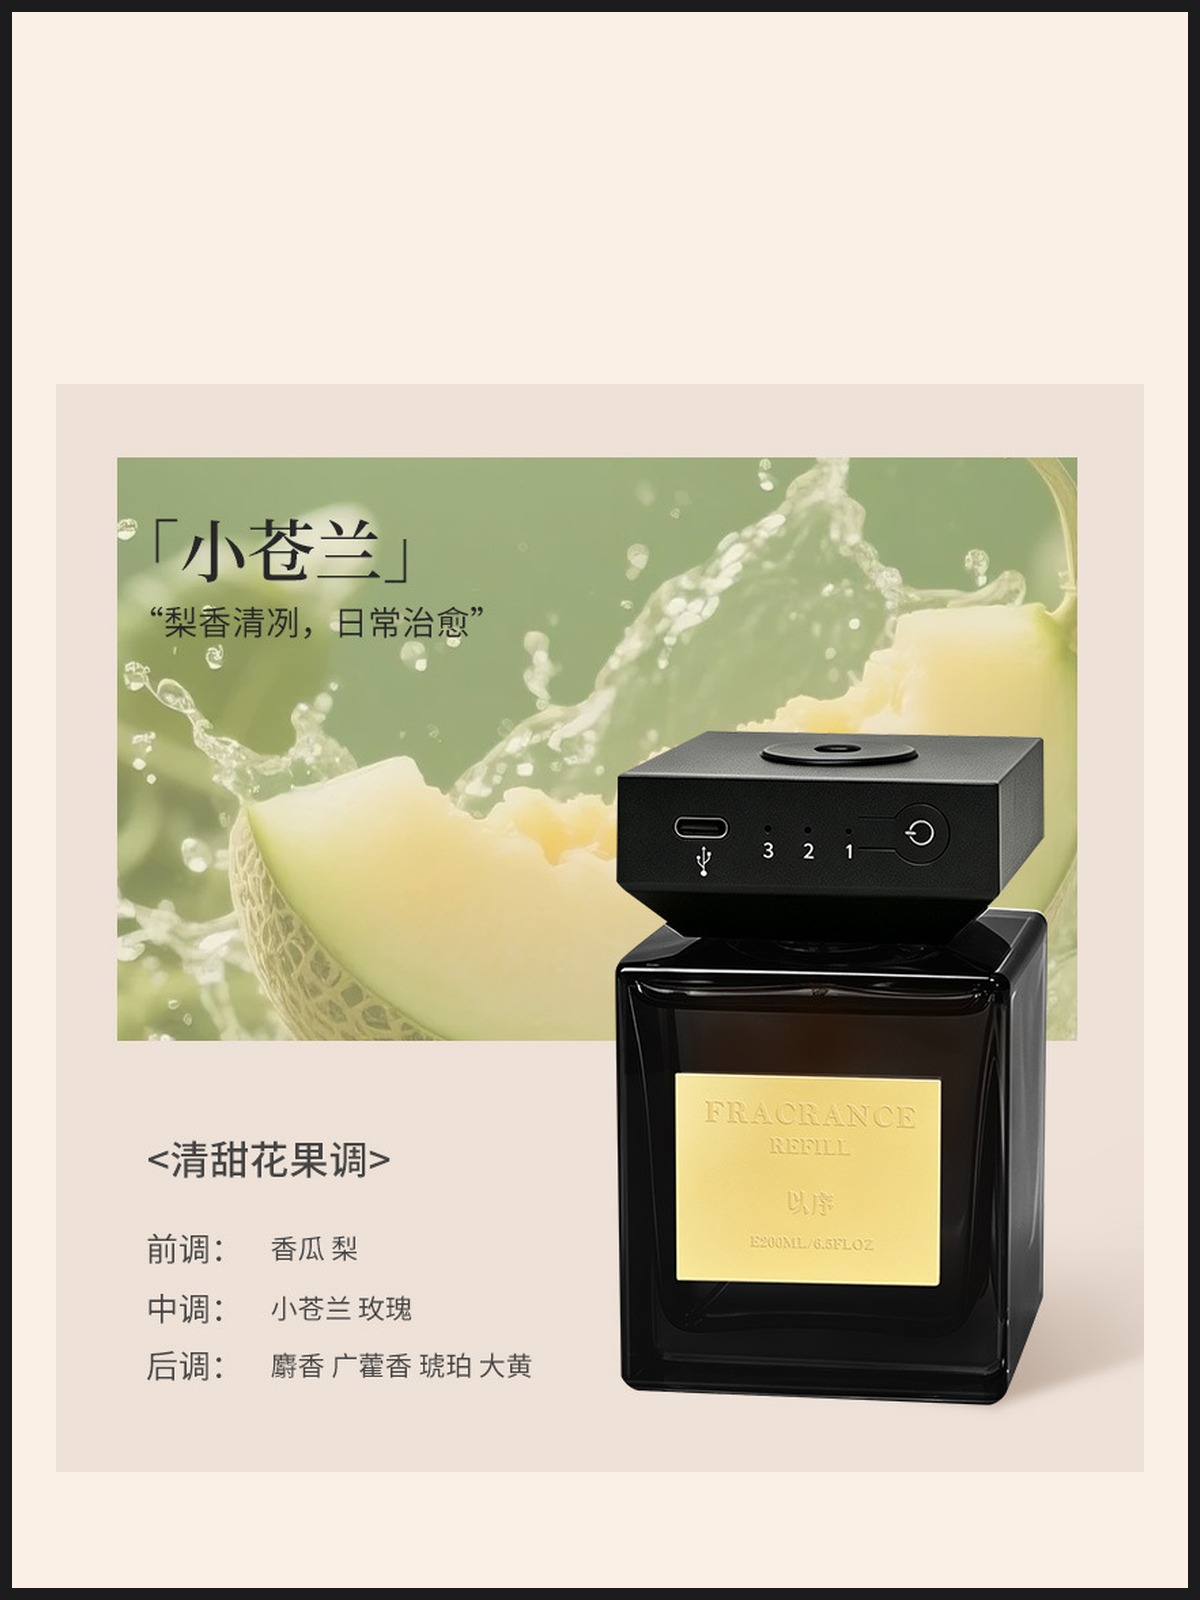 「小苍兰」
“梨香清冽，日常治愈”
3 2 1
FRAGRANCE
REFILL
以序
E200ML/6.5FLOZ
<清甜花果调>
前调： 香瓜 梨
中调： 小苍兰 玫瑰
后调： 麝香 广藿香 琥珀 大黄